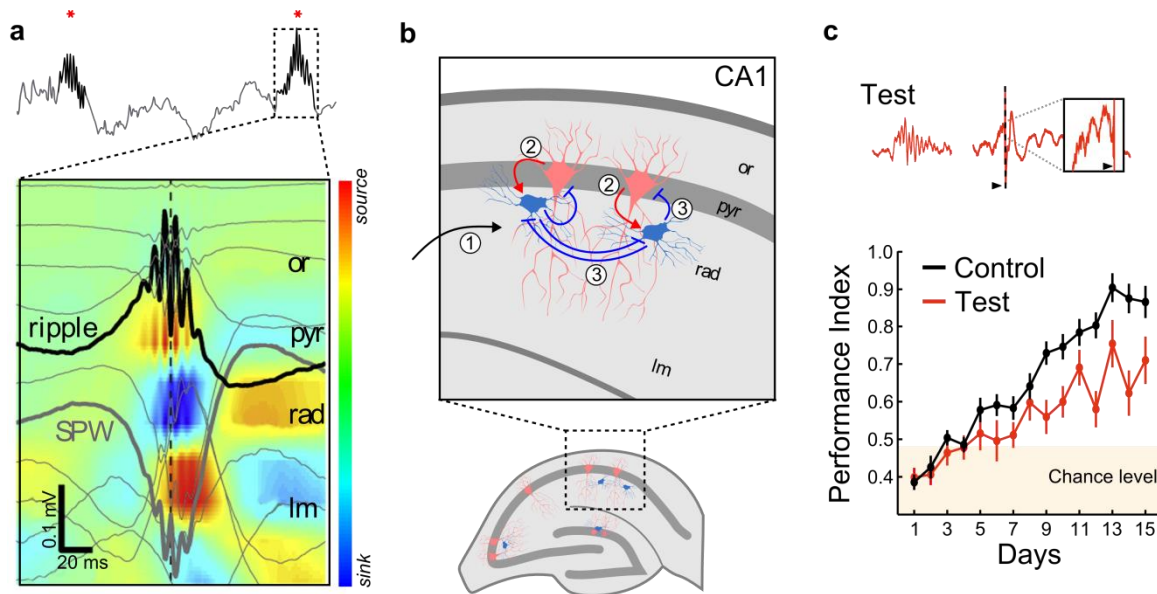 a
*
*
source
or
ripple
pyr
rad
SPW
lm
0.1 mV
20 ms
sink
b
CA1
2
or
2
pyr
3
1
3
rad
lm
c
Test
Performance Index
1.0
0.9
0.8
0.7
0.6
0.5
0.4
Control
Test
Chance level
1 3 5 7 9 11 13 15
Days